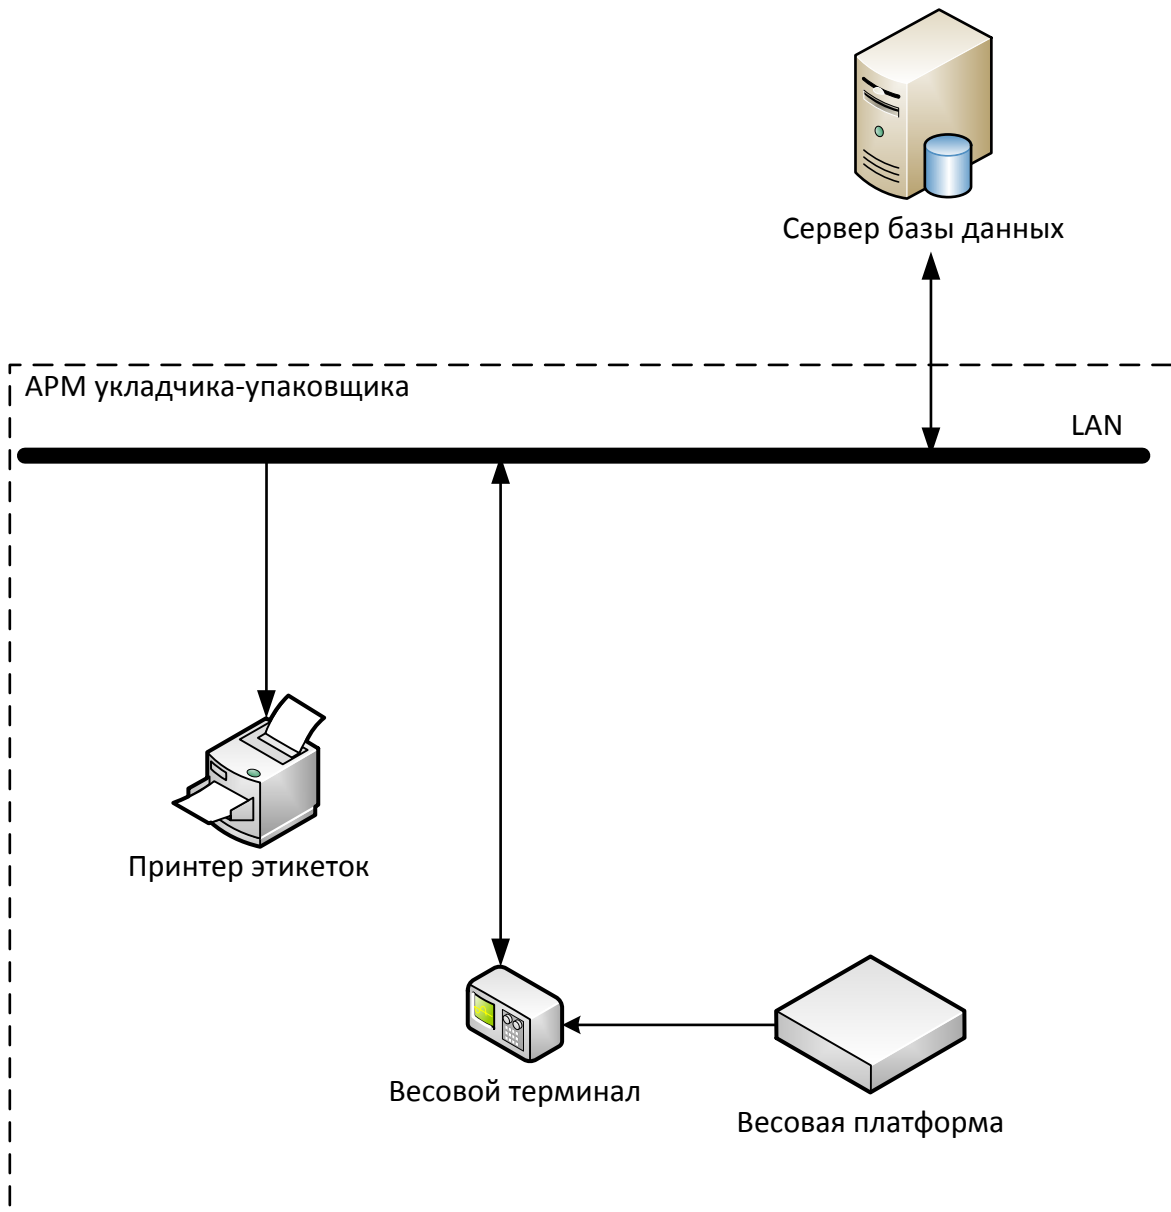 Сервер базы данных
АРМ укладчика-упаковщика
LAN
Принтер этикеток
Весовой терминал
Весовая платформа